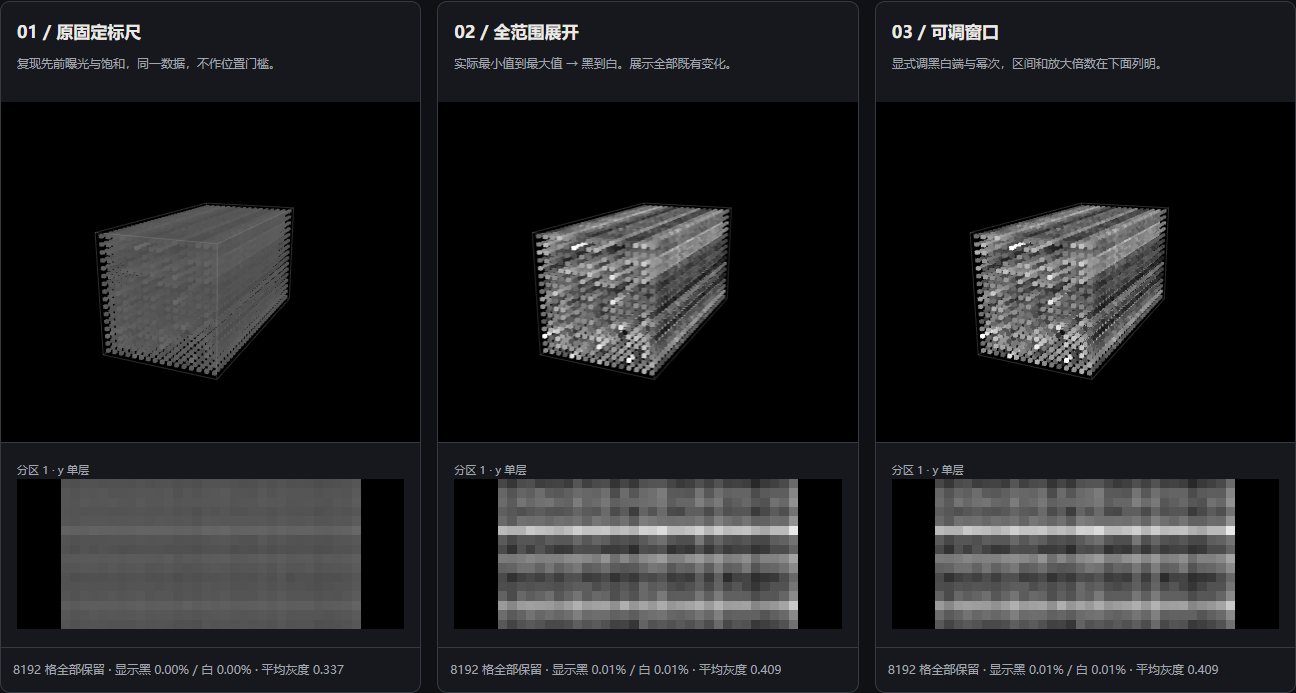 01 / 原固定标尺
复现先前曝光与饱和，同一数据，不作位置门槛。
分区 1 · y 单层
8192 格全部保留 · 显示黑 0.00% / 白 0.00% · 平均灰度 0.337
02 / 全范围展开
实际最小值到最大值 → 黑到白。展示全部既有变化。
分区 1 · y 单层
8192 格全部保留 · 显示黑 0.01% / 白 0.01% · 平均灰度 0.409
03 / 可调窗口
显式调黑白端与幂次，区间和放大倍数在下面列明。
分区 1 · y 单层
8192 格全部保留 · 显示黑 0.01% / 白 0.01% · 平均灰度 0.409